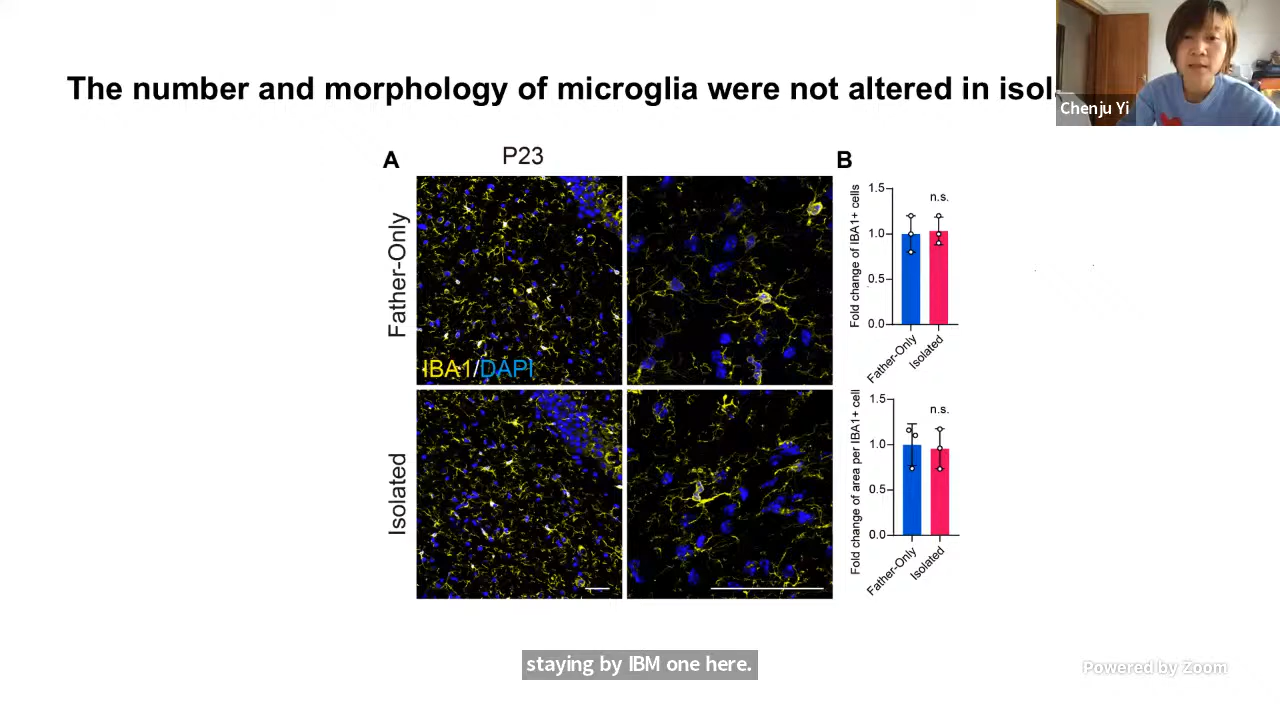 The number and morphology of microglia were not altered in isol
Chenju Yi
A
P23
B
Father-Only
IBA1/DAPI
Isolated
Fold change of IBA1+ cells
1.5
1.0
0.5
0.0
n.s.
Father-Only
Isolated
Fold change of area per IBA1+ cell
1.5
1.0
0.5
0.0
n.s.
Father-Only
Isolated
staying by IBM one here.
Powered by Zoom